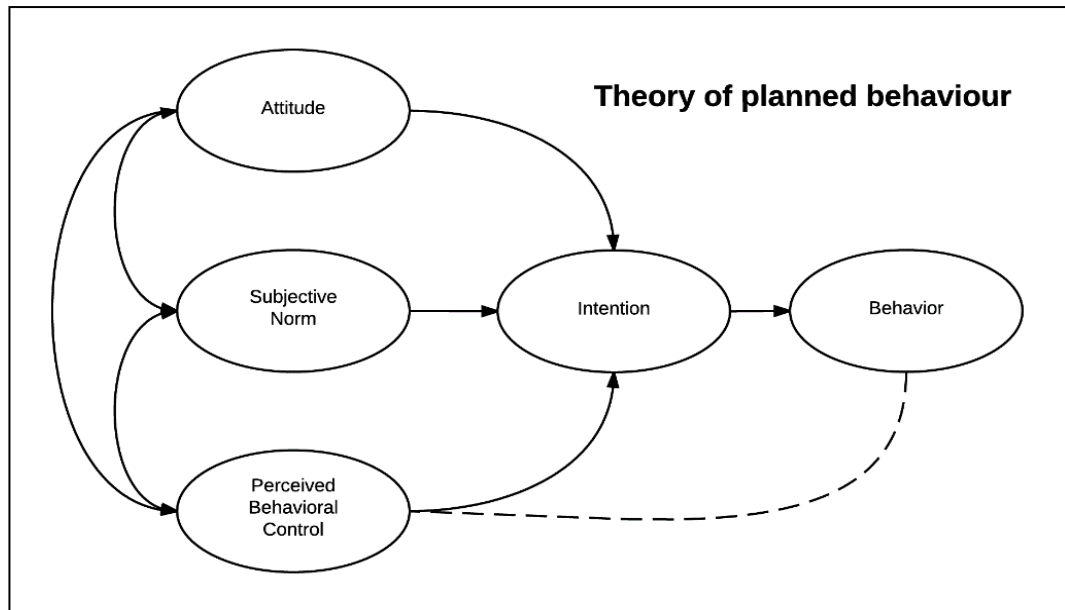 Theory of planned behaviour
Attitude
Subjective
Norm
Intention
Behavior
Perceived
Behavioral
Control